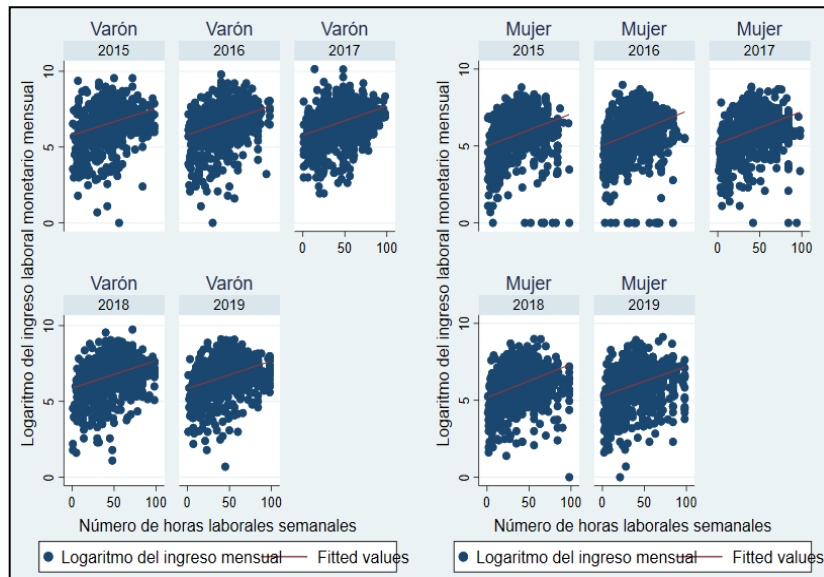 Varón
2015
Varón
2016
Varón
2017
Varón
2018
Varón
2019
Logaritmo del ingreso laboral monetario mensual
0
5
10
0
5
10
0
50
100
0
50
100
0
50
100
Número de horas laborales semanales
Logaritmo del ingreso mensual
Fitted values
Mujer
2015
Mujer
2016
Mujer
2017
Mujer
2018
Mujer
2019
Logaritmo del ingreso laboral monetario mensual
0
5
10
0
5
10
0
50
100
0
50
100
0
50
100
Número de horas laborales semanales
Logaritmo del ingreso mensual
Fitted values